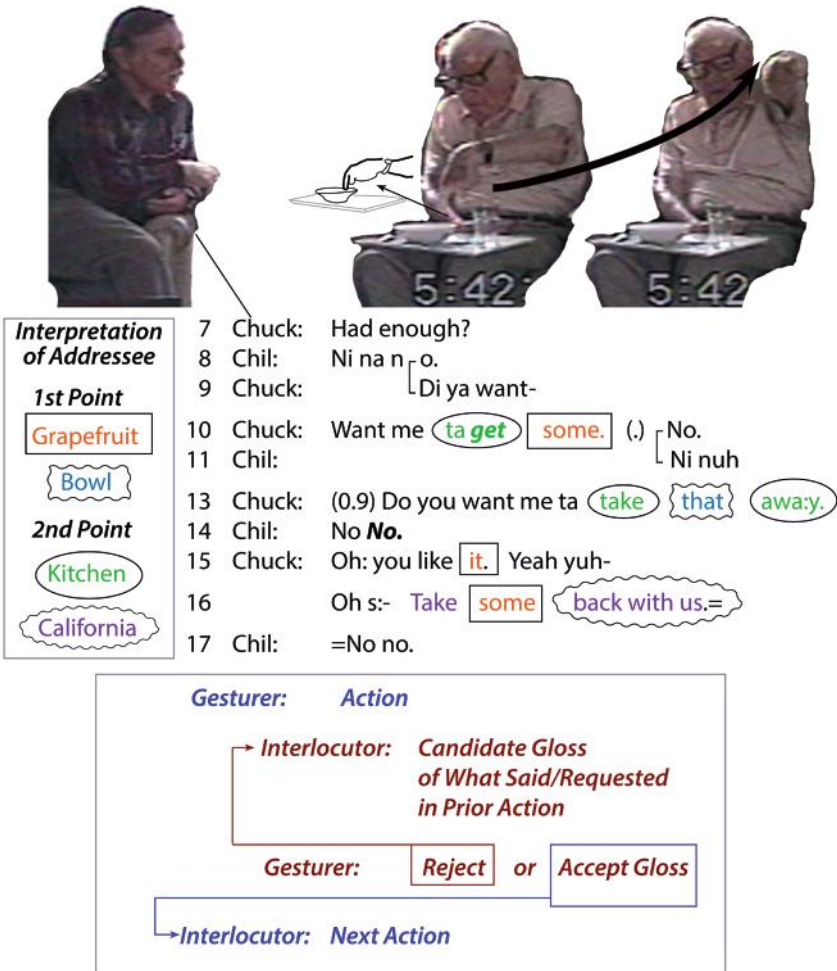 5:42:
5:42
Interpretation
of Addressee
1st Point
Grapefruit
Bowl
2nd Point
Kitchen
California
7 Chuck: Had enough?
8 Chil: Ni na n o.
9 Chuck: Di ya want-
10 Chuck: Want me ta get some. (.) No.
11 Chil: Ni nuh
13 Chuck: (0.9) Do you want me ta take that awa:y.
14 Chil: No No.
15 Chuck: Oh: you like it. Yeah yuh-
16 Oh s:- Take some back with us.=
17 Chil: =No no.
Gesturer: Action
Interlocutor: Candidate Gloss
of What Said/Requested
in Prior Action
Gesturer: Reject or Accept Gloss
Interlocutor: Next Action